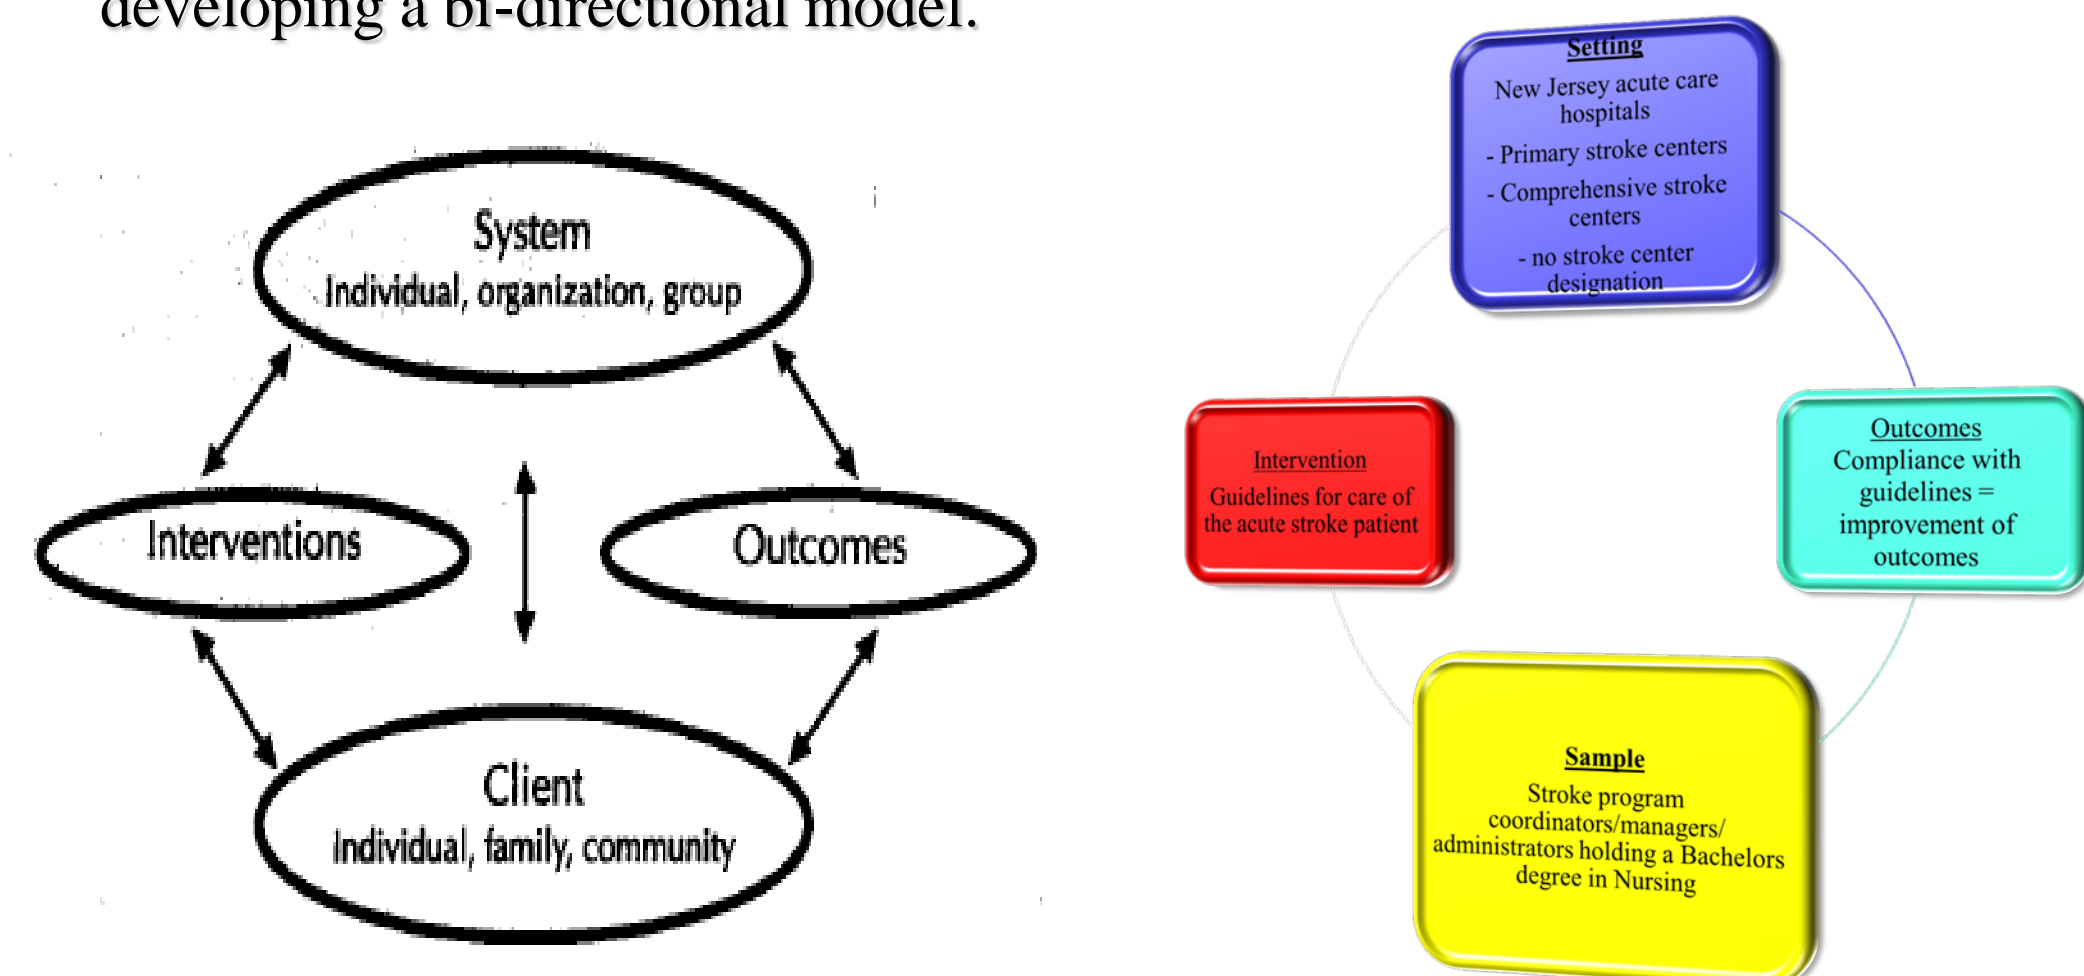 developing a bi-directional model.
System
Individual, organization, group
Interventions
Outcomes
Client
Individual, family, community
Setting
New Jersey acute care
hospitals
- Primary stroke centers
- Comprehensive stroke
centers
- no stroke center
designation
Intervention
Guidelines for care of
the acute stroke patient
Outcomes
Compliance with
guidelines =
improvement of
outcomes
Sample
Stroke program
coordinators/managers/
administrators holding a Bachelors
degree in Nursing